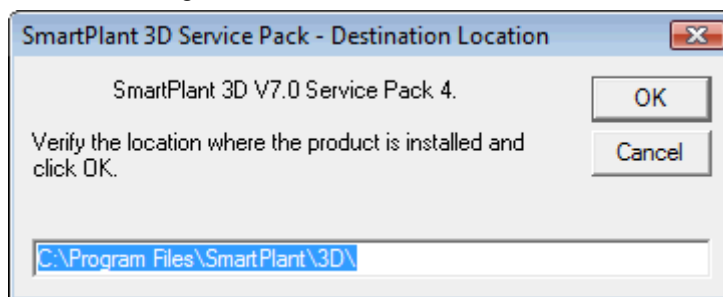 SmartPlant 3D Service Pack - Destination Location
SmartPlant 3D V7.0 Service Pack 4.
OK
Verify the location where the product is installed and
click OK.
Cancel
C:\Program Files\SmartPlant\3D\